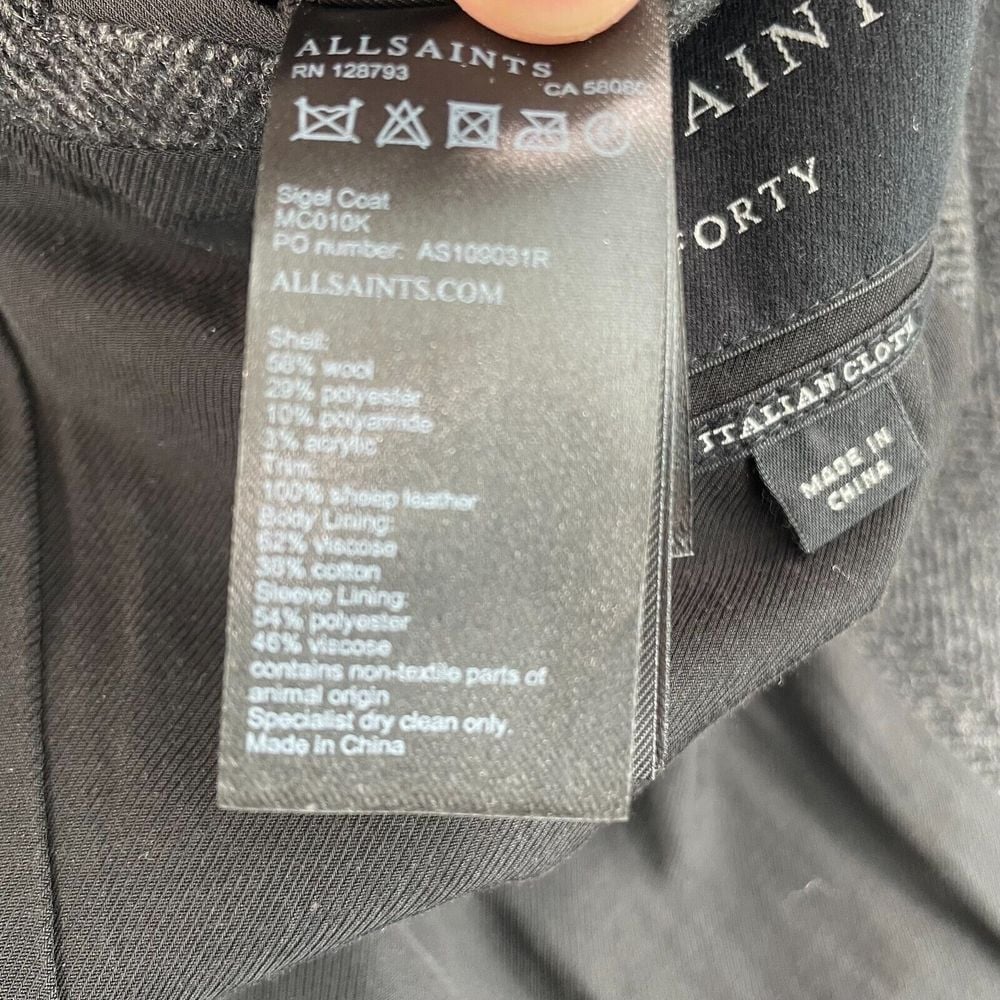 ALLSAINTS
RN 128793
CA 58080
Sigel Coat
MC010K
PO number: AS109031R
ALLSAINTS.COM
Shell:
58% wool
29% polyester
10% polyamide
3% acrylic
Trim:
100% sheep leather
Body Lining:
62% viscose
38% cotton
Sleeve Lining:
54% polyester
46% viscose
contains non-textile parts of
animal origin
Specialist dry clean only.
Made in China
AINT
FORTY
ITALIAN CLOTH
MADE IN
CHINA